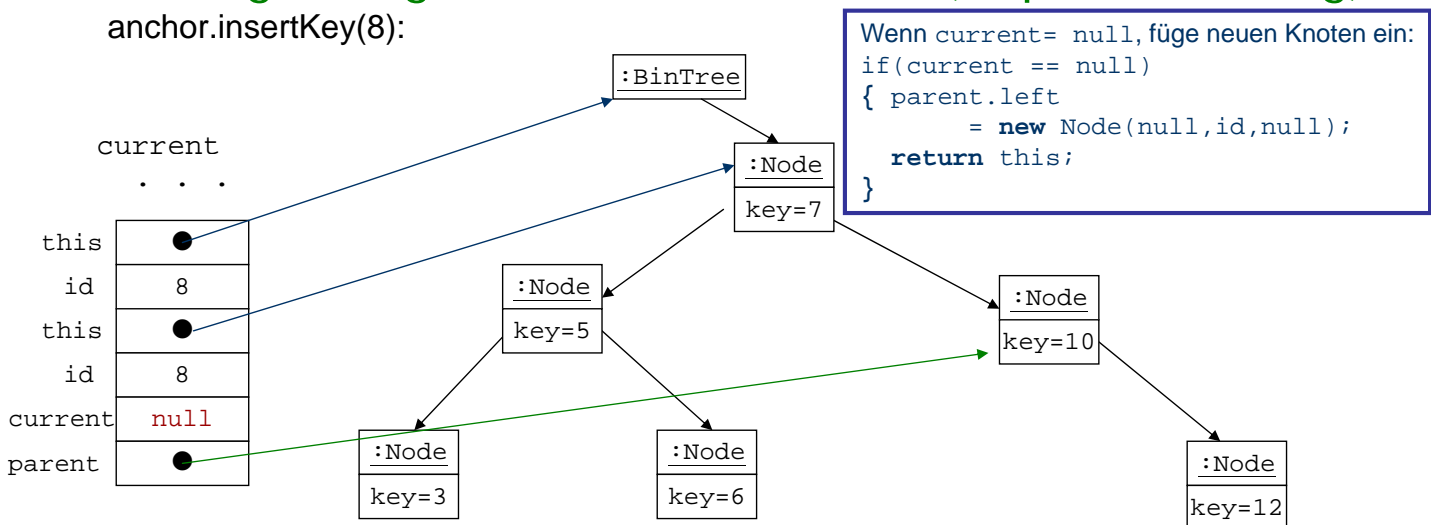 anchor.insertKey(8):
Wenn current= null, füge neuen Knoten ein:
if(current == null)
{ parent.left
= new Node(null,id,null);
return this;
}
:BinTree
current
. . .
:Node
key=7
this
id 8
this
id 8
current null
parent
:Node
key=5
:Node
key=10
:Node
key=3
:Node
key=6
:Node
key=12